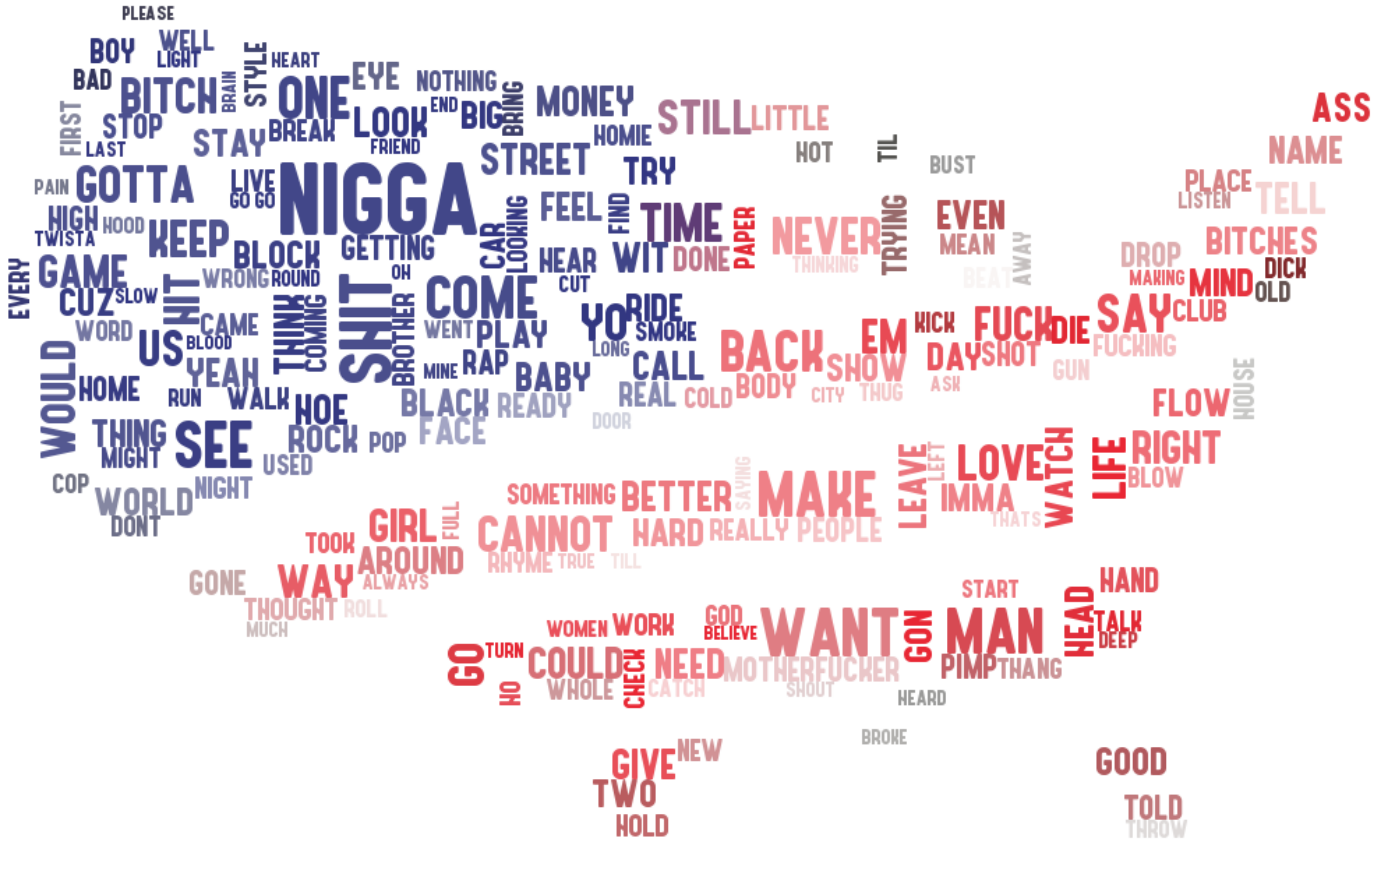 PLEASE
BOY
WELL
LIGHT
STYLE
HEART
BAD
BITCH
BRAIN
ONE
EYE
NOTHING
BRING
MONEY
ASS
FIRST
STOP
LAST
STAY
BREAK
LOOK
END
BIG
FRIEND
HOMIE
STILL
LITTLE
STREET
TRY
HOT
TIL
BUST
NAME
PAIN
GOTTA
LIVE
GO GO
NIGGA
PLACE
LISTEN
TELL
HIGH
HOOD
TWISTA
KEEP
BLOCK
GETTING
CAR
LOOKING
FEEL
FIND
TIME
PAPER
NEVER
THINKING
TRYING
EVEN
MEAN
AWAY
BEAT
DROP
BITCHES
EVERY
GAME
CUZ
SLOW
HIT
WRONG
ROUND
OH
HEAR
CUT
WIT
DONE
MAKING
MIND
DICK
OLD
WORD
US
CAME
BLOOD
THINK
COMING
SHIT
BROTHER
COME
WENT
PLAY
YO
RIDE
SMOKE
LONG
BACK
EM
KICK
FUCK
DIE
SAY
CLUB
FUCKING
WOULD
HOME
YEAH
RUN
WALK
HOE
MINE
RAP
BABY
CALL
REAL
COLD
BODY
SHOW
CITY
THUG
DAY
SHOT
ASK
GUN
HOUSE
THING
MIGHT
SEE
ROCK
POP
BLACK
FACE
READY
DOOR
FLOW
RIGHT
COP
WORLD
DONT
NIGHT
USED
SOMETHING
BETTER
SAYING
MAKE
LEAVE
LEFT
LOVE
IMMA
THATS
WATCH
LIFE
BLOW
TOOK
GIRL
FULL
CANNOT
HARD
REALLY
PEOPLE
AROUND
RHYME
TRUE
TILL
GONE
WAY
ALWAYS
THOUGHT
ROLL
MUCH
START
HAND
WOMEN
WORK
GOD
BELIEVE
WANT
GON
MAN
HEAD
TALK
DEEP
GO
TURN
COULD
CHECK
NEED
MOTHERFUCKER
PIMP
THANG
HO
WHOLE
CATCH
SHOUT
HEARD
BROKE
GIVE
NEW
GOOD
TWO
HOLD
TOLD
THROW